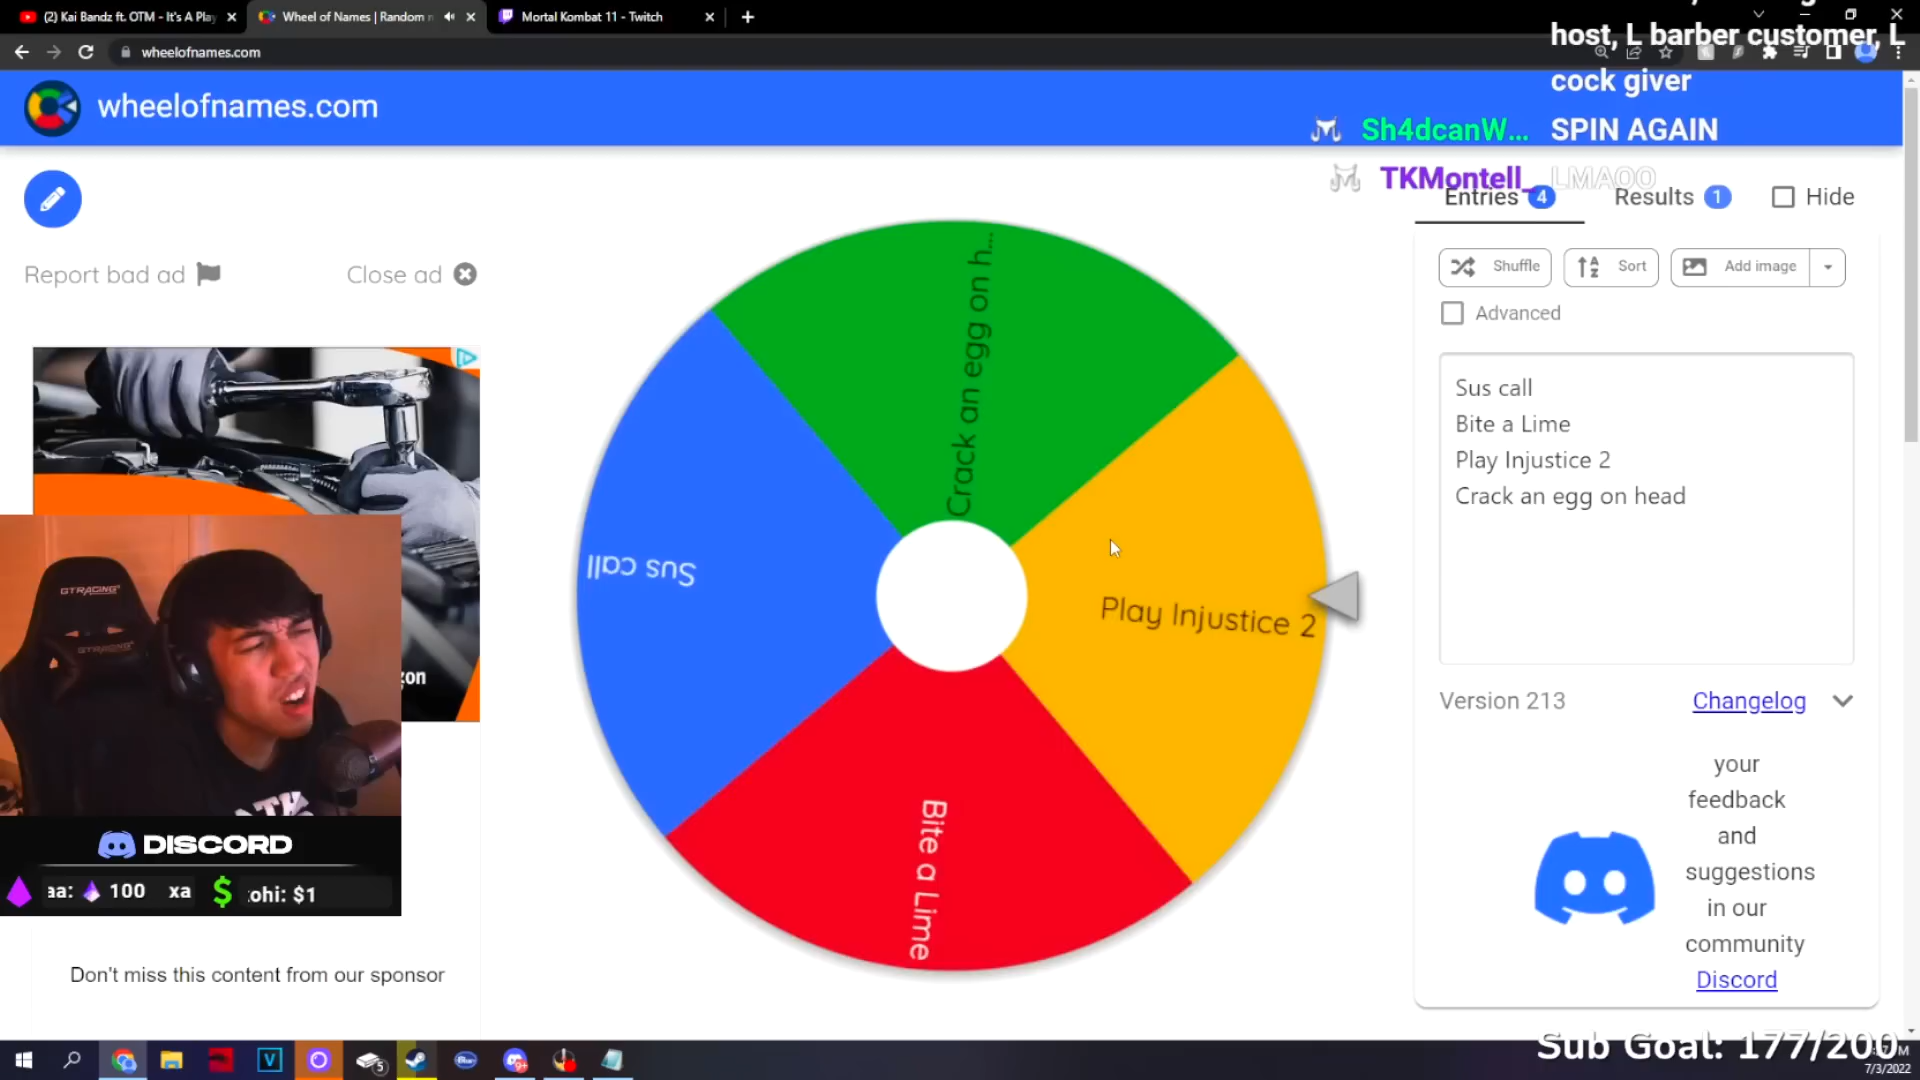 (2) Kai Bandz ft. OTM - It's A Play
Wheel of Names | Random n
Mortal Kombat 11 - Twitch
wheelofnames.com
host, L barber customer, L
cock giver
wheelofnames.com
Sh4dcanW... SPIN AGAIN
TKMontell_ LMAOO
Entries 4
Results 1
Hide
Report bad ad
Close ad
Shuffle
Sort
Add image
Advanced
Sus call
Bite a Lime
Play Injustice 2
Crack an egg on head
Crack an egg on h...
Sus call
Play Injustice 2
Bite a Lime
Version 213
Changelog
your
feedback
and
suggestions
in our
community
Discord
GTRACING
GTRACING
DISCORD
aa: 100 xa
ohi: $1
Don't miss this content from our sponsor
Sub Goal: 177/200
7/3/2022